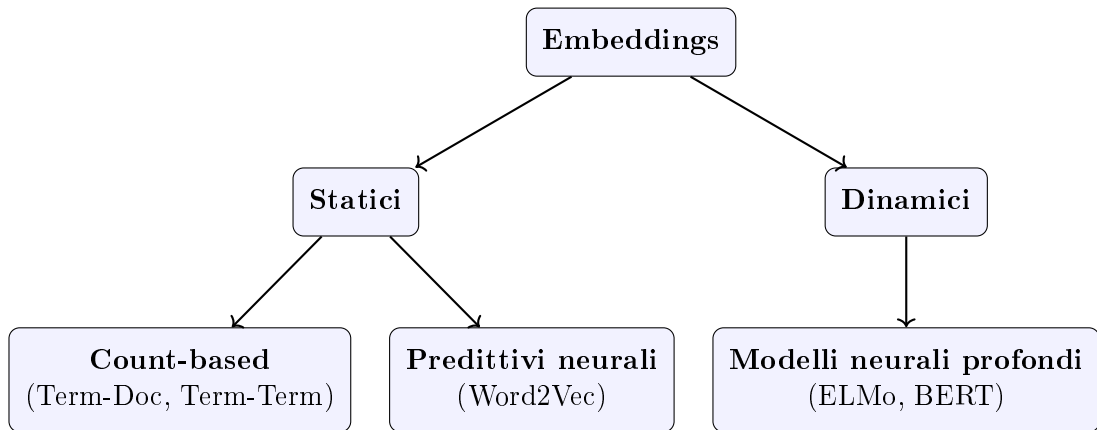 Embeddings
Statici
Dinamici
Count-based
(Term-Doc, Term-Term)
Predittivi neurali
(Word2Vec)
Modelli neurali profondi
(ELMo, BERT)